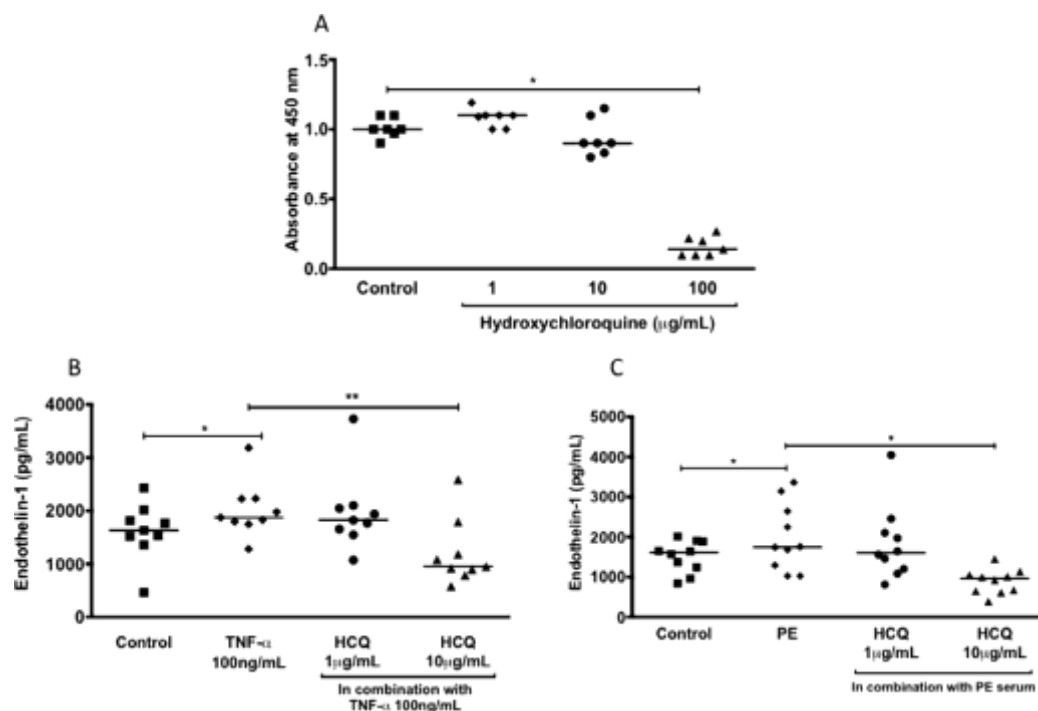 A
Absorbance at 450 nm
1.5
1.0
0.5
0.0
*
Control
1
10
100
Hydroxychloroquine (μg/mL)
B
Endothelin-1 (pg/mL)
4000
3000
2000
1000
0
*
**
Control
TNF-α
100ng/mL
HCQ
1μg/mL
HCQ
10μg/mL
In combination with
TNF-α 100ng/mL
C
Endothelin-1 (pg/mL)
5000
4000
3000
2000
1000
0
*
*
Control
PE
HCQ
1μg/mL
HCQ
10μg/mL
In combination with PE serum